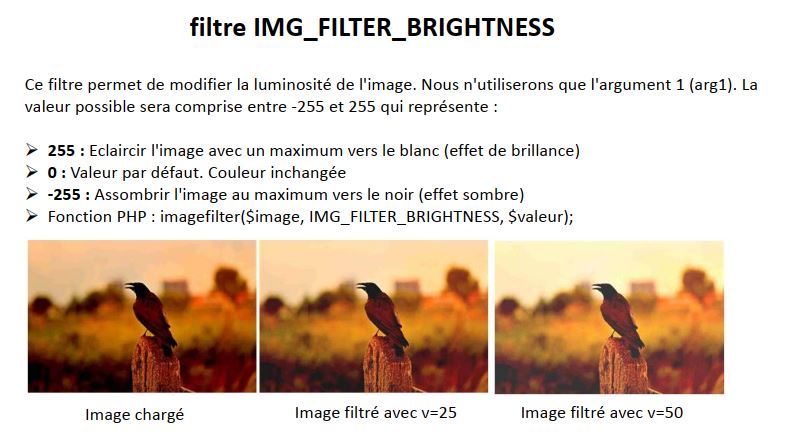 filtre IMG_FILTER_BRIGHTNESS
Ce filtre permet de modifier la luminosité de l'image. Nous n'utiliserons que l'argument 1 (arg1). La
valeur possible sera comprise entre -255 et 255 qui représente :
➢ 255 : Eclaircir l'image avec un maximum vers le blanc (effet de brillance)
➢ 0 : Valeur par défaut. Couleur inchangée
➢ -255 : Assombrir l'image au maximum vers le noir (effet sombre)
➢ Fonction PHP : imagefilter($image, IMG_FILTER_BRIGHTNESS, $valeur);
Image chargé
Image filtré avec v=25
Image filtré avec v=50